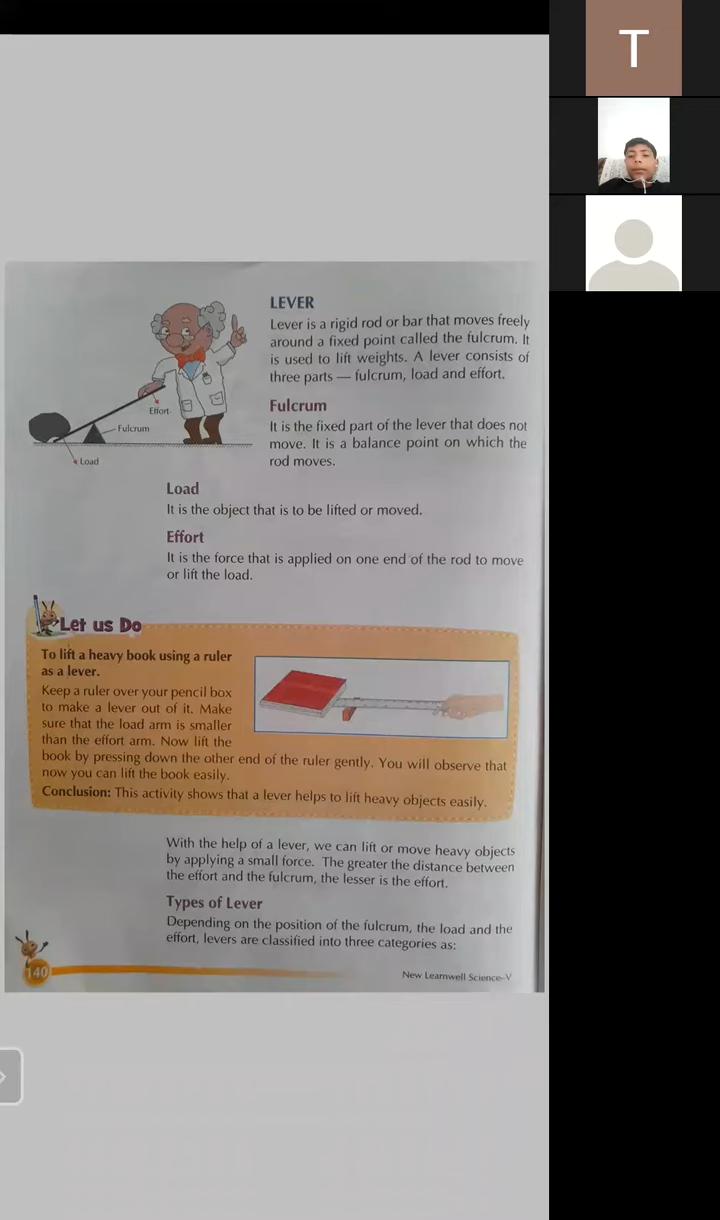 T
LEVER
Lever is a rigid rod or bar that moves freely
around a fixed point called the fulcrum. It
is used to lift weights. A lever consists of
three parts — fulcrum, load and effort.
Effort
Fulcrum
Load
Fulcrum
It is the fixed part of the lever that does not
move. It is a balance point on which the
rod moves.
Load
It is the object that is to be lifted or moved.
Effort
It is the force that is applied on one end of the rod to move
or lift the load.
Let us Do
To lift a heavy book using a ruler
as a lever.
Keep a ruler over your pencil box
to make a lever out of it. Make
sure that the load arm is smaller
than the effort arm. Now lift the
book by pressing down the other end of the ruler gently. You will observe that
now you can lift the book easily.
Conclusion: This activity shows that a lever helps to lift heavy objects easily.
With the help of a lever, we can lift or move heavy objects
by applying a small force. The greater the distance between
the effort and the fulcrum, the lesser is the effort.
Types of Lever
Depending on the position of the fulcrum, the load and the
effort, levers are classified into three categories as:
140
New Learnwell Science-V